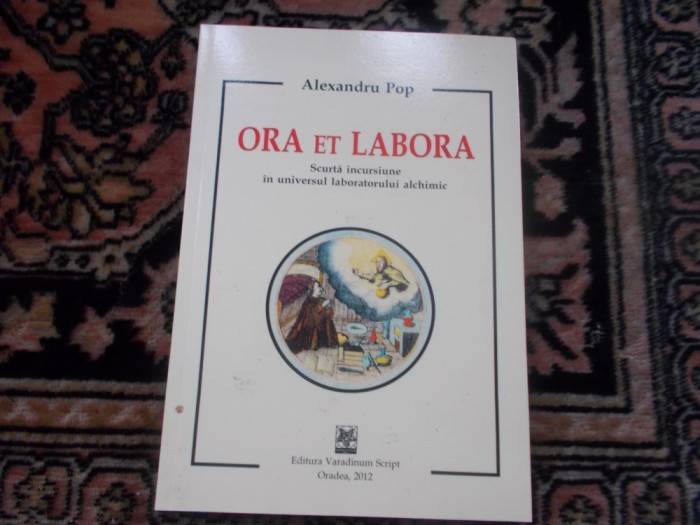 Alexandru Pop
ORA ET LABORA
Scurtă incursiune
în universul laboratorului alchimic
Editura Varadinum Script
Oradea, 2012